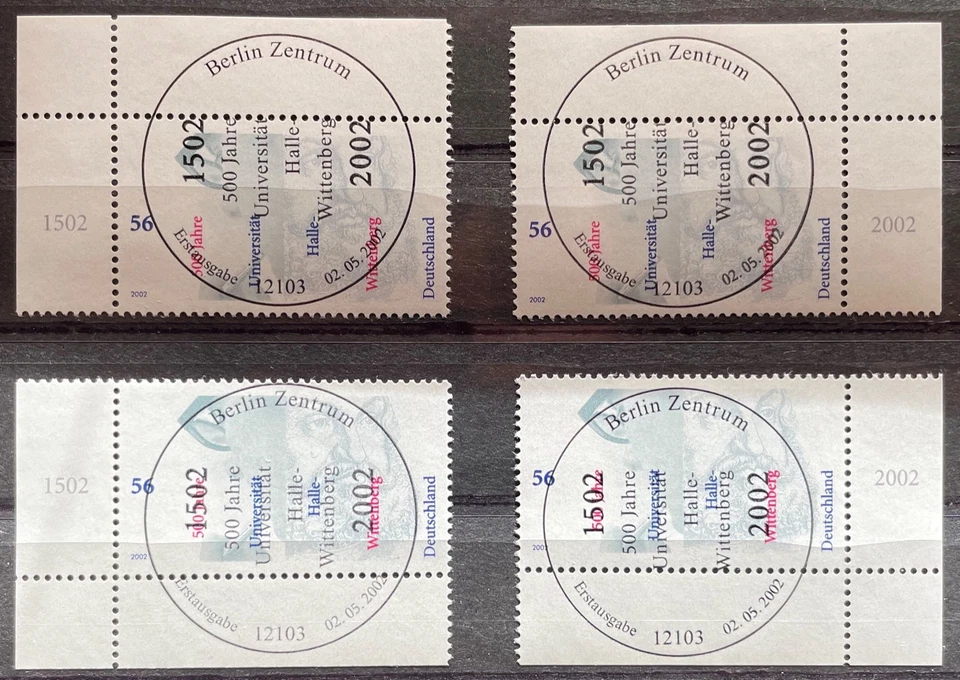 Berlin Zentrum
1502
500 Jahre
Universität
Halle-
Wittenberg
2002
1502
56
500 Jahre
Universität
Halle-
Wittenberg
Deutschland
Erstausgabe
12103
02.05.2002
2002
Berlin Zentrum
1502
500 Jahre
Universität
Halle-
Wittenberg
2002
56
500 Jahre
Universität
Halle-
Wittenberg
Deutschland
2002
Erstausgabe
12103
02.05.2002
2002
Berlin Zentrum
1502
500 Jahre
Universität
Halle-
Wittenberg
2002
1502
56
500 Jahre
Universität
Halle-
Wittenberg
Deutschland
2002
Erstausgabe
12103
02.05.2002
Berlin Zentrum
1502
500 Jahre
Universität
Halle-
Wittenberg
2002
56
500 Jahre
Universität
Halle-
Wittenberg
Deutschland
2002
2002
Erstausgabe
12103
02.05.2002